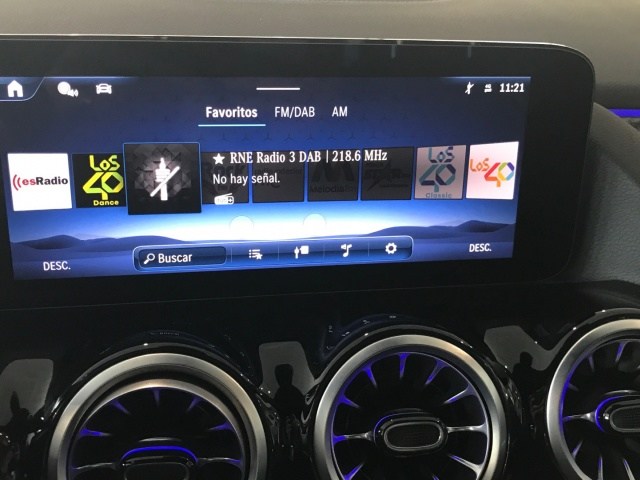 11:21
Favoritos FM/DAB AM
★ RNE Radio 3 DAB | 218.6 MHz
No hay señal.
esRadio
LOS 40 Dance
LOS 40 Classic
LOS 40
DESC.
Buscar
DESC.